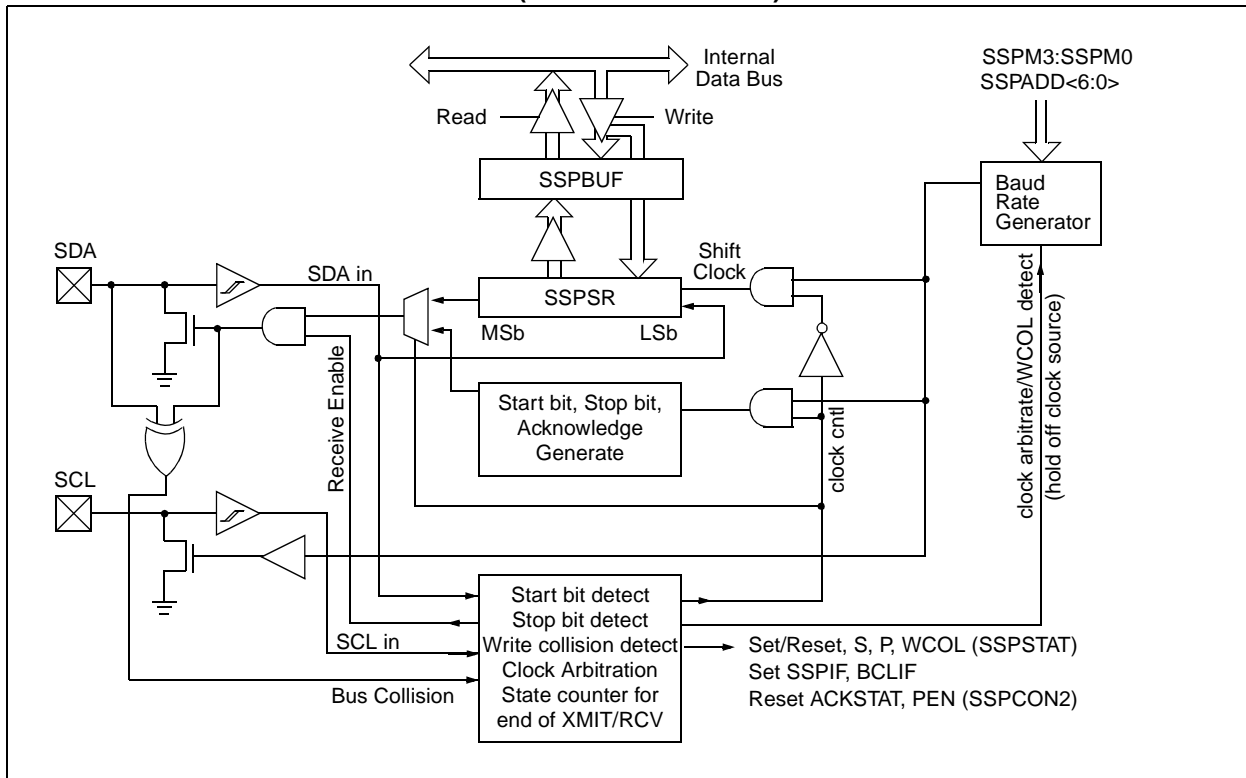 Internal
Data Bus
SSPM3:SSPM0
SSPADD<6:0>
Read
Write
SSPBUF
Baud
Rate
Generator
SDA
SDA in
Shift
Clock
SSPSR
MSb
LSb
Start bit, Stop bit,
Acknowledge
Generate
Receive Enable
clock cntl
clock arbitrate/WCOL detect
(hold off clock source)
SCL
SCL in
Bus Collision
Start bit detect
Stop bit detect
Write collision detect
Clock Arbitration
State counter for
end of XMIT/RCV
Set/Reset, S, P, WCOL (SSPSTAT)
Set SSPIF, BCLIF
Reset ACKSTAT, PEN (SSPCON2)